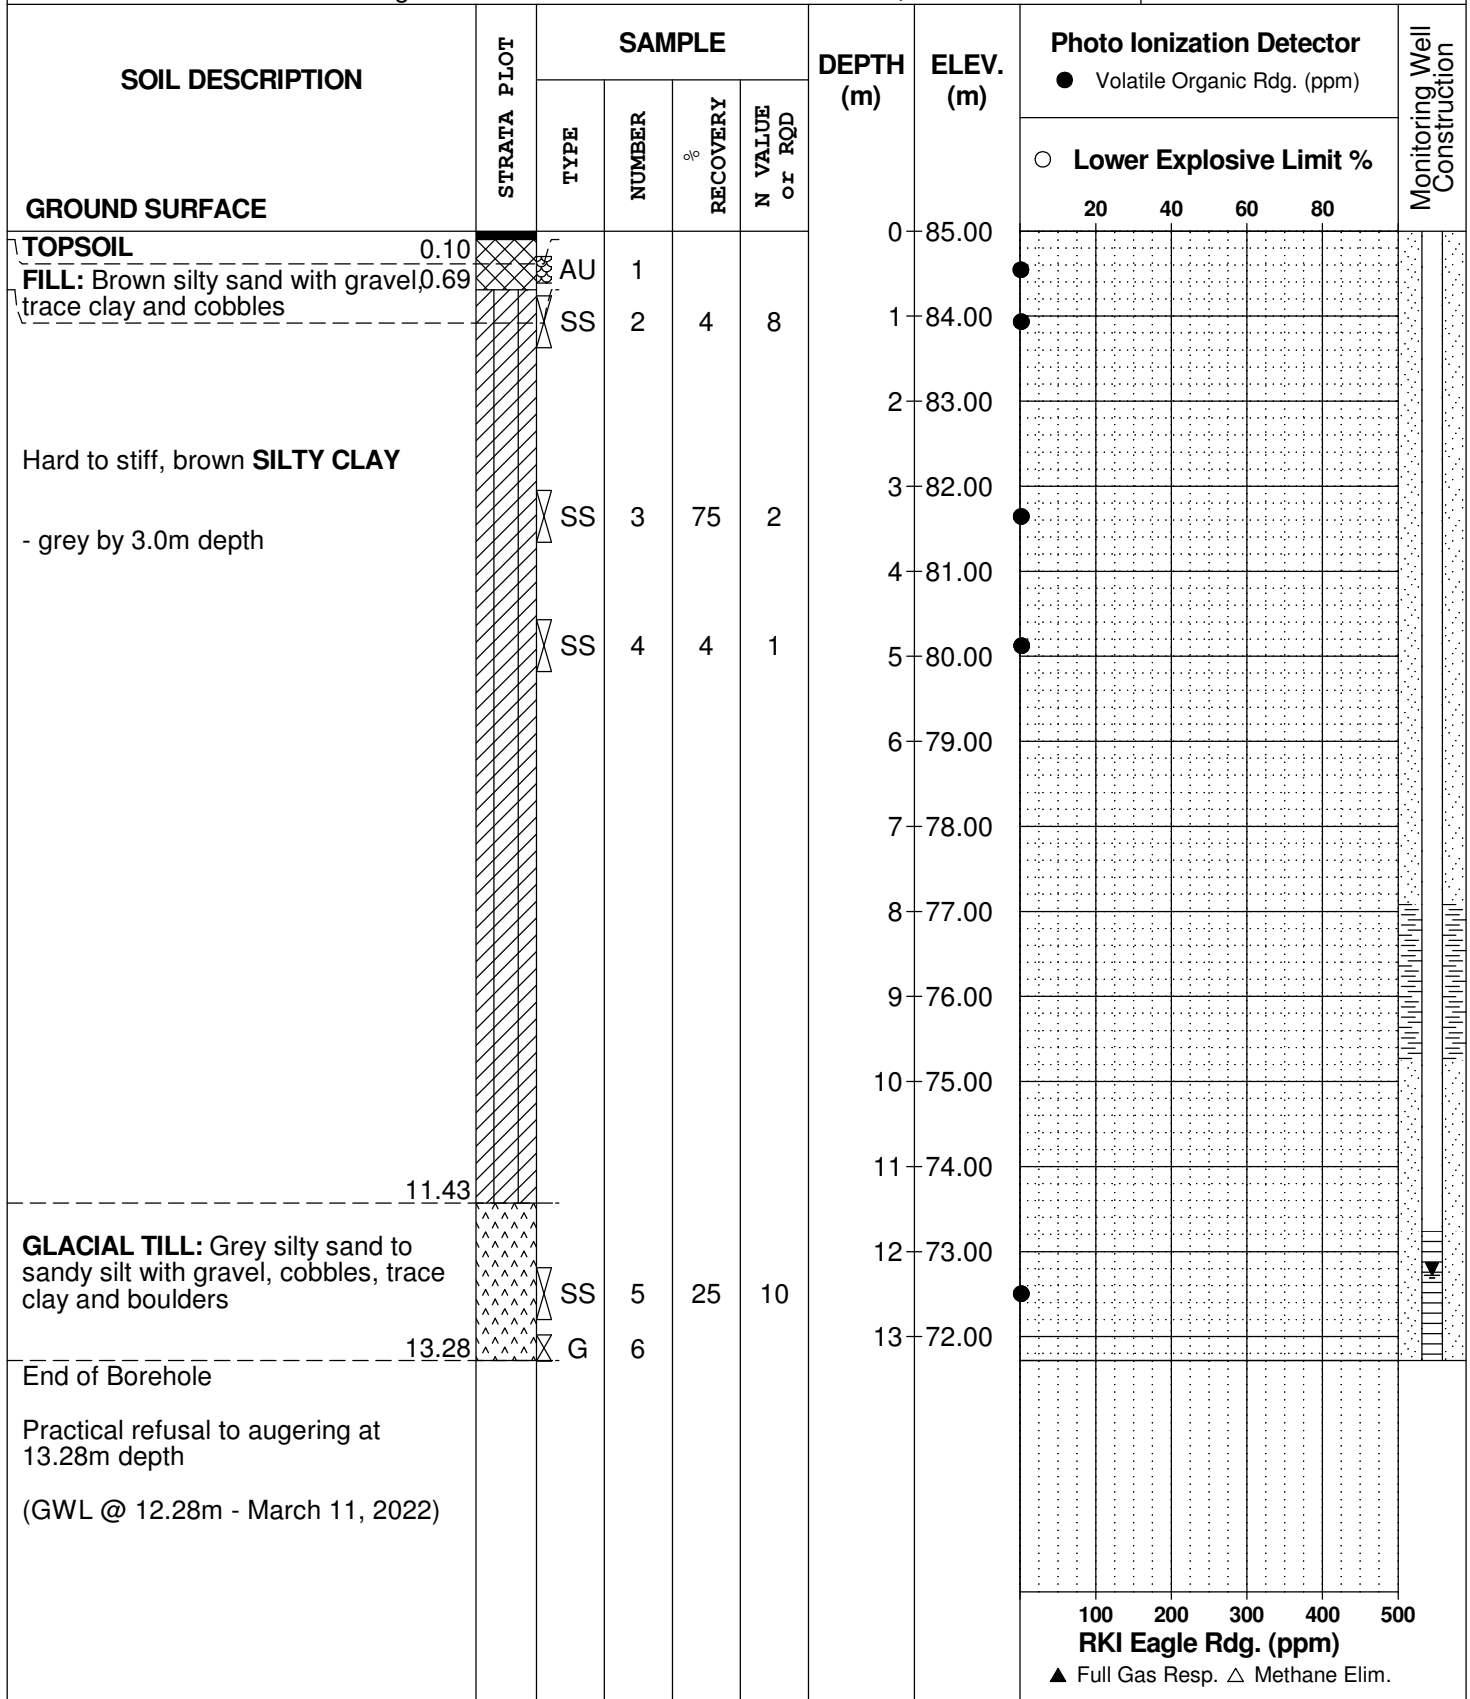 SOIL DESCRIPTION
GROUND SURFACE
STRATA PLOT
SAMPLE
TYPE
NUMBER
%
RECOVERY
N VALUE
or RQD
DEPTH
(m)
ELEV.
(m)
Photo Ionization Detector
● Volatile Organic Rdg. (ppm)
○ Lower Explosive Limit %
20 40 60 80
Monitoring Well
Construction
0 85.00
TOPSOIL 0.10
FILL: Brown silty sand with gravel, 0.69
trace clay and cobbles
AU 1
SS 2 4 8
1 84.00
2 83.00
Hard to stiff, brown SILTY CLAY
3 82.00
SS 3 75 2
- grey by 3.0m depth
4 81.00
SS 4 4 1
5 80.00
6 79.00
7 78.00
8 77.00
9 76.00
10 75.00
11 74.00
11.43
GLACIAL TILL: Grey silty sand to
sandy silt with gravel, cobbles, trace
clay and boulders
12 73.00
SS 5 25 10
13 72.00
13.28
G 6
End of Borehole
Practical refusal to augering at
13.28m depth
(GWL @ 12.28m - March 11, 2022)
100 200 300 400 500
RKI Eagle Rdg. (ppm)
▲ Full Gas Resp. △ Methane Elim.